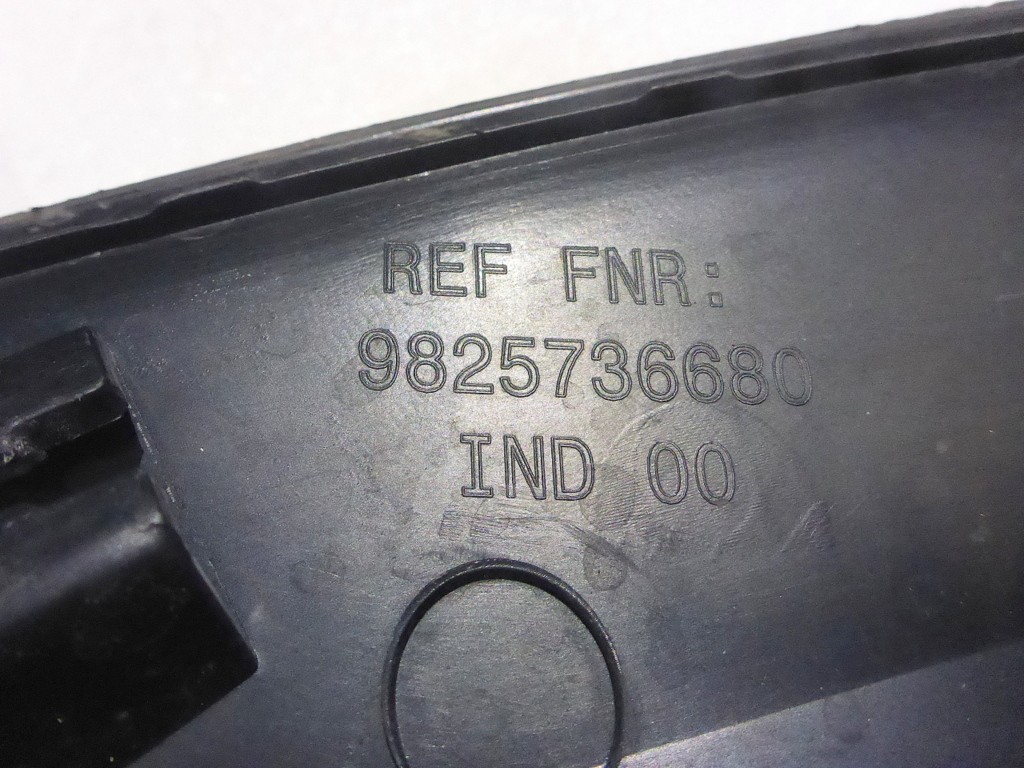 REF FNR:
9825736680
IND 00